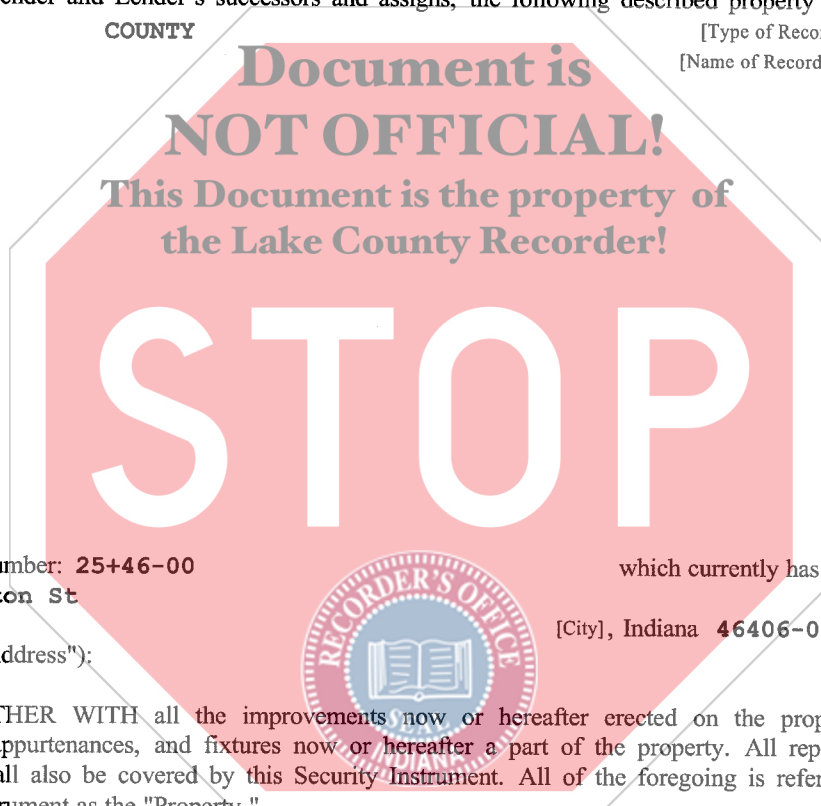 ender and Lender's successors and assigns, the following described property
COUNTY [Type of Recor
[Name of Record
Document is
NOT OFFICIAL!
This Document is the property of
the Lake County Recorder!
STOP
umber: 25+46-00 which currently has
ton St
[City], Indiana 46406-0
ddress"):
RECORDER'S OFFICE
SEAL
INDIANA
THER WITH all the improvements now or hereafter erected on the prop
ppurtenances, and fixtures now or hereafter a part of the property. All rep
all also be covered by this Security Instrument. All of the foregoing is refer
rument as the "Property."